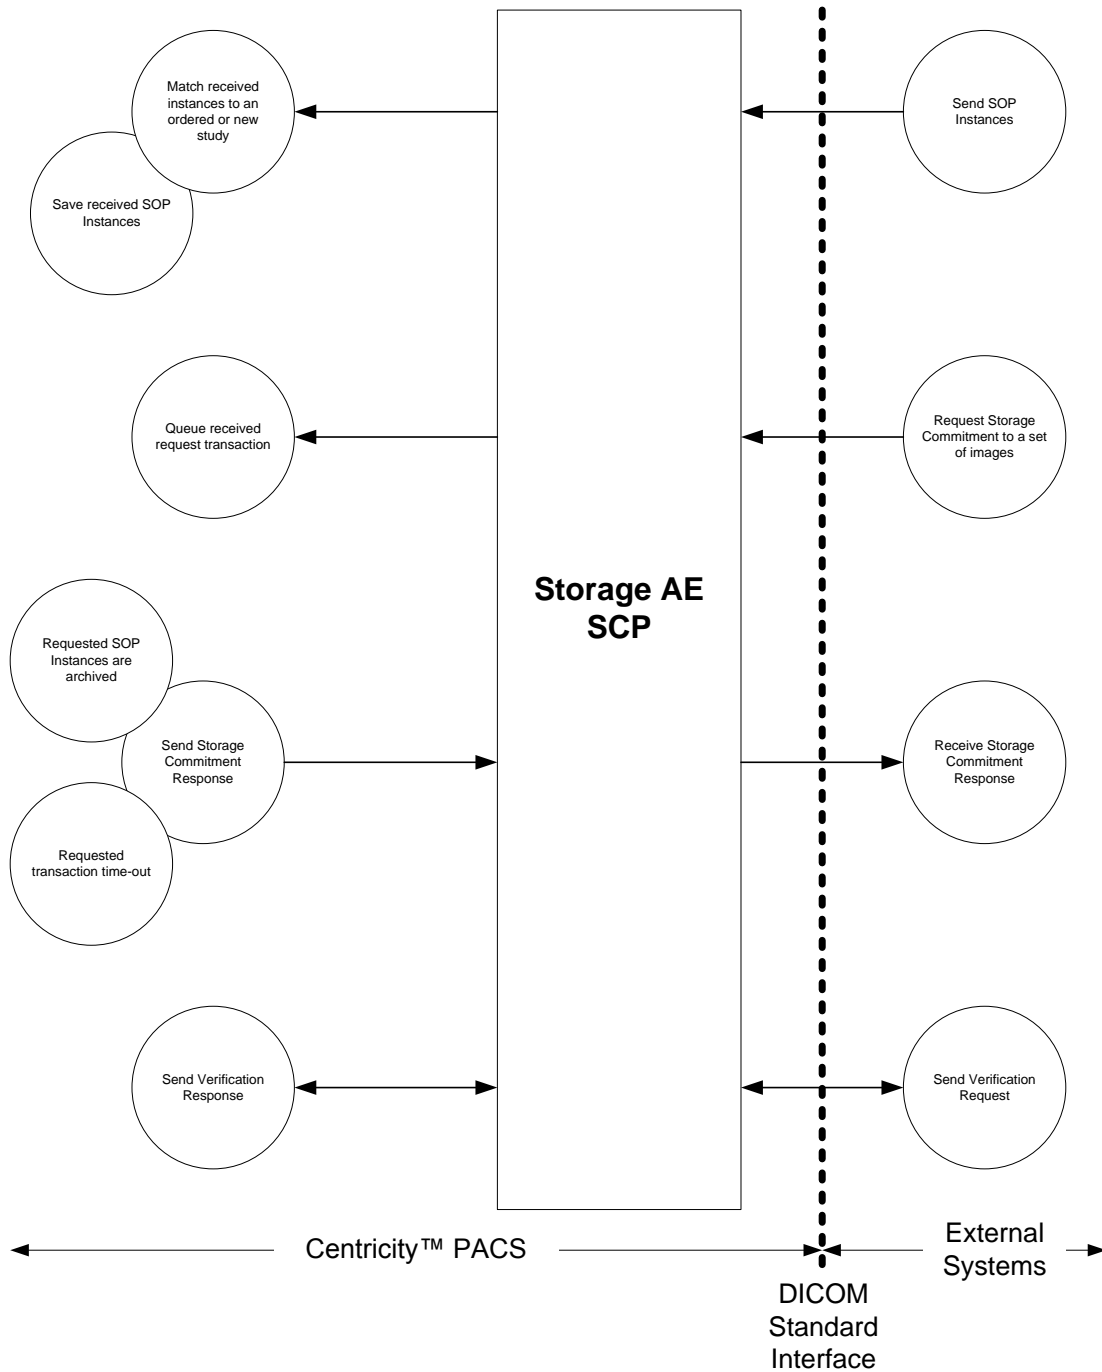 Match received
instances to an
ordered or new
study
Send SOP
Instances
Save received SOP
Instances
Queue received
request transaction
Request Storage
Commitment to a set
of images
Storage AE
SCP
Requested SOP
Instances are
archived
Send Storage
Commitment
Response
Receive Storage
Commitment
Response
Requested
transaction time-out
Send Verification
Response
Send Verification
Request
Centricity™ PACS
External
Systems
DICOM
Standard
Interface